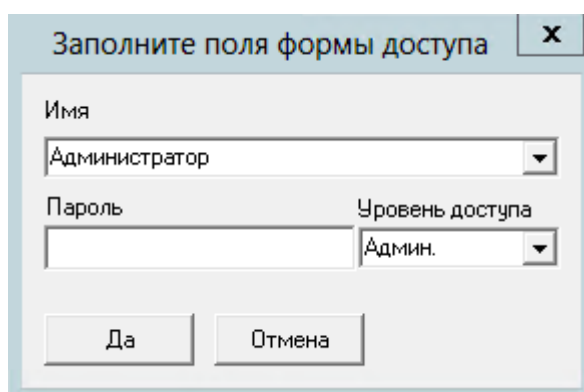 Заполните поля формы доступа
Имя
Администратор
Пароль Уровень доступа
Админ.
Да Отмена